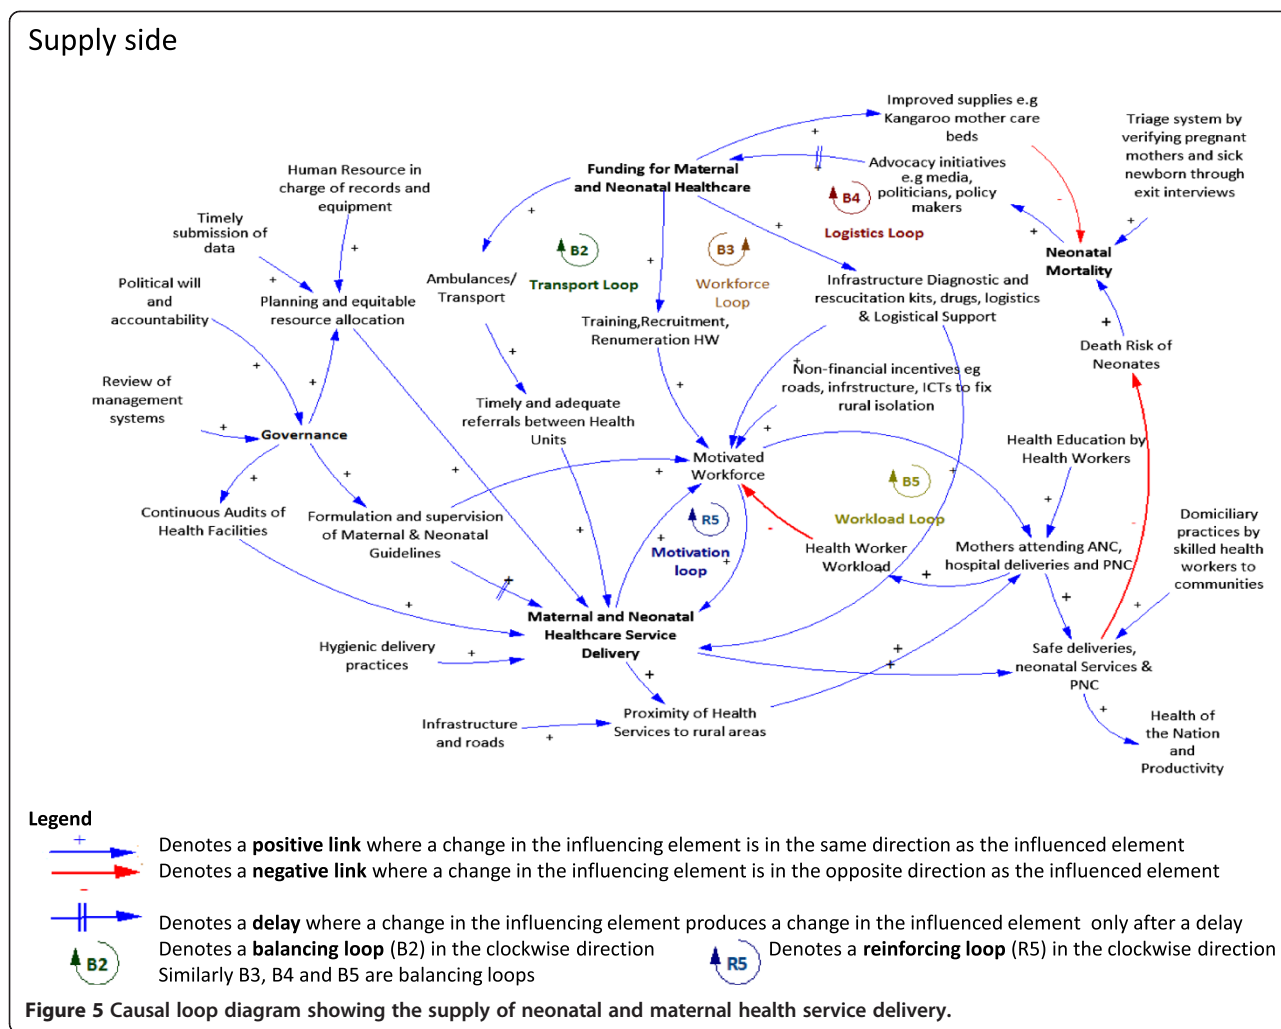 Supply side
Improved supplies e.g
Kangaroo mother care
beds
Triage system by
verifying pregnant
mothers and sick
newborn through
exit interviews
Funding for Maternal
and Neonatal Healthcare
Advocacy initiatives
e.g media,
politicians, policy
makers
B4
Logistics Loop
Human Resource in
charge of records and
equipment
Timely
submission of
data
B2
Transport Loop
B3
Workforce
Loop
Neonatal
Mortality
Political will
and
accountability
Planning and equitable
resource allocation
Ambulances/
Transport
Infrastructure Diagnostic and
rescucitation kits, drugs, logistics
& Logistical Support
Training,Recruitment,
Renumeration HW
Death Risk of
Neonates
Review of
management
systems
Non-financial incentives eg
roads, infrstructure, ICTs to fix
rural isolation
Timely and adequate
referrals between Health
Units
Governance
Health Education by
Health Workers
Motivated
Workforce
B5
Workload Loop
Continuous Audits of
Health Facilities
Formulation and supervision
of Maternal & Neonatal
Guidelines
R5
Motivation
loop
Health Worker
Workload
Mothers attending ANC,
hospital deliveries and PNC
Domiciliary
practices by
skilled health
workers to
communities
Maternal and Neonatal
Healthcare Service
Delivery
Hygienic delivery
practices
Safe deliveries,
neonatal Services &
PNC
Infrastructure
and roads
Proximity of Health
Services to rural areas
Health of
the Nation
and
Productivity
Legend
+ Denotes a positive link where a change in the influencing element is in the same direction as the influenced element
- Denotes a negative link where a change in the influencing element is in the opposite direction as the influenced element
Denotes a delay where a change in the influencing element produces a change in the influenced element only after a delay
B2 Denotes a balancing loop (B2) in the clockwise direction
R5 Denotes a reinforcing loop (R5) in the clockwise direction
Similarly B3, B4 and B5 are balancing loops
Figure 5 Causal loop diagram showing the supply of neonatal and maternal health service delivery.